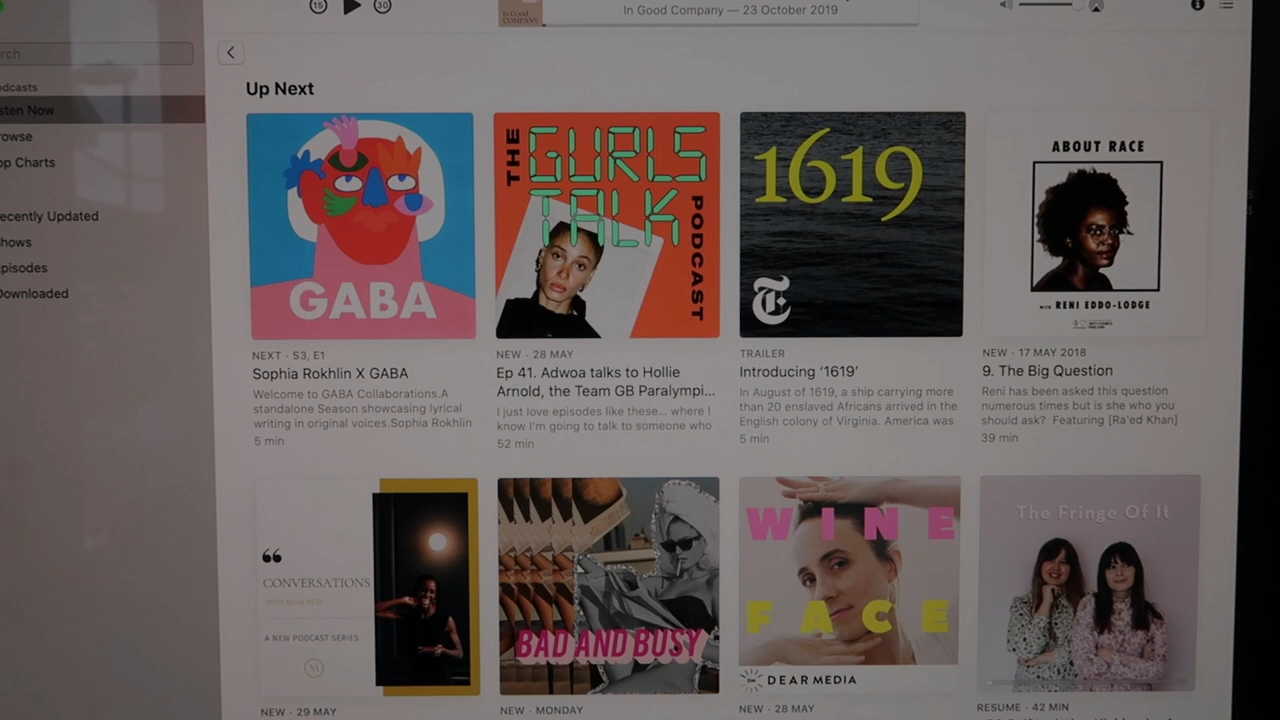 15
30
In Good COMPANY
In Good Company — 23 October 2019
rch
odcasts
sten Now
rowse
op Charts
ecently Updated
hows
pisodes
Downloaded
Up Next
GABA
THE
GURLS
TALK
PODCAST
1619
ABOUT RACE
WITH RENI EDDO-LODGE
NEXT · S3, E1
Sophia Rokhlin X GABA
Welcome to GABA Collaborations.A
standalone Season showcasing lyrical
writing in original voices.Sophia Rokhlin
5 min
NEW · 28 MAY
Ep 41. Adwoa talks to Hollie
Arnold, the Team GB Paralympi...
I just love episodes like these... where I
know I'm going to talk to someone who
52 min
TRAILER
Introducing ‘1619’
In August of 1619, a ship carrying more
than 20 enslaved Africans arrived in the
English colony of Virginia. America was
5 min
NEW · 17 MAY 2018
9. The Big Question
Reni has been asked this question
numerous times but is she who you
should ask?  Featuring [Ra'ed Khan]
39 min
CONVERSATIONS
A NEW PODCAST SERIES
BAD AND BUSY
WINE
FACE
DEAR MEDIA
The Fringe Of It
NEW · 29 MAY
NEW · MONDAY
NEW · 28 MAY
RESUME · 42 MIN